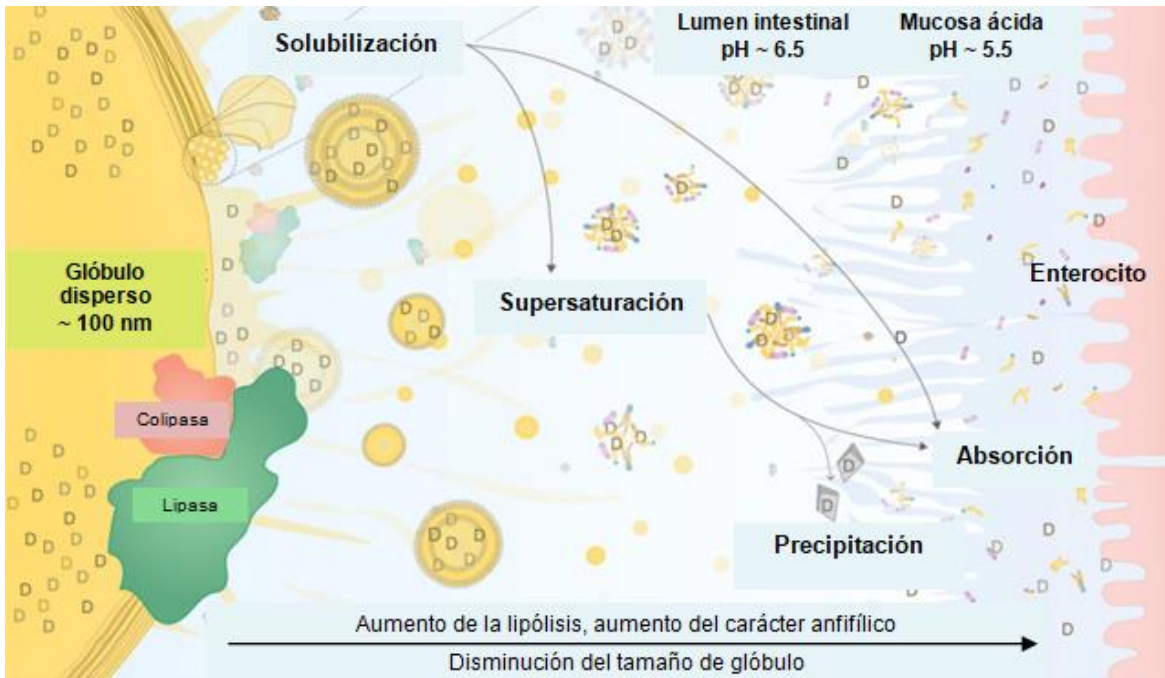 Solubilización
Lumen intestinal
pH ~ 6.5
Mucosa ácida
pH ~ 5.5
Glóbulo
disperso
~ 100 nm
Supersaturación
Enterocito
Colipasa
Lipasa
Absorción
Precipitación
Aumento de la lipólisis, aumento del carácter anfifílico
Disminución del tamaño de glóbulo
D